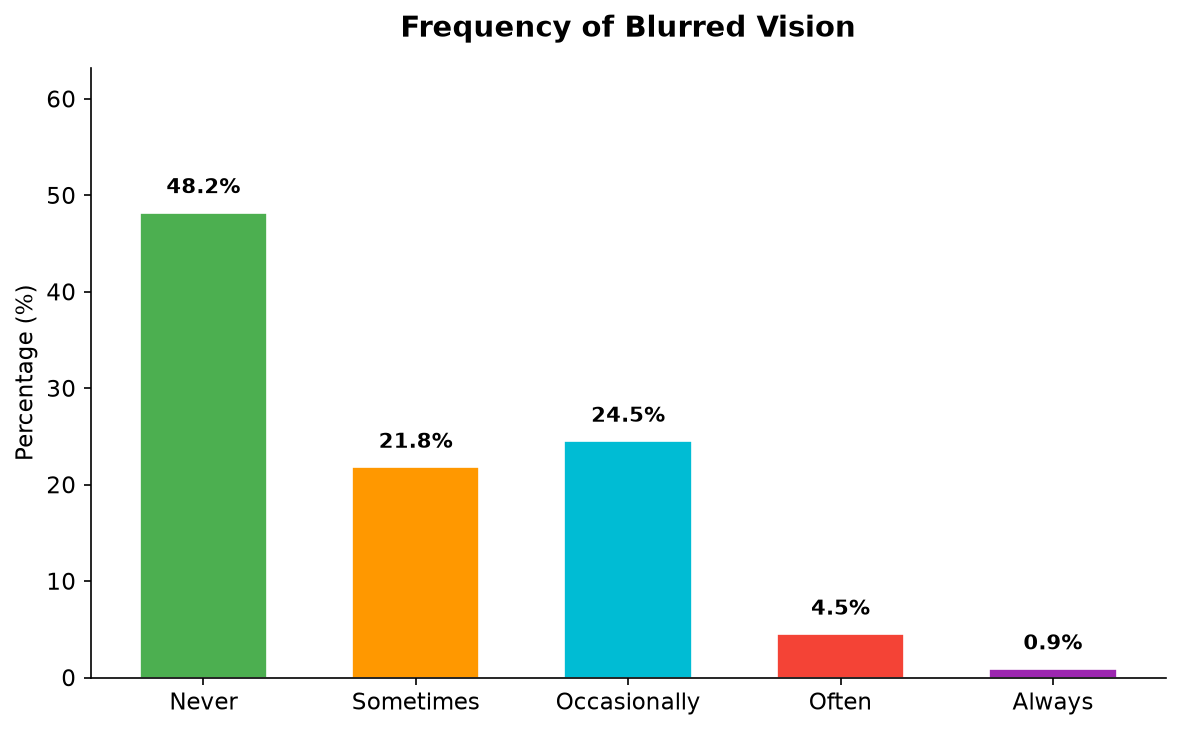 Frequency of Blurred Vision
Percentage (%)
60
50
40
30
20
10
0
48.2%
21.8%
24.5%
4.5%
0.9%
Never
Sometimes
Occasionally
Often
Always